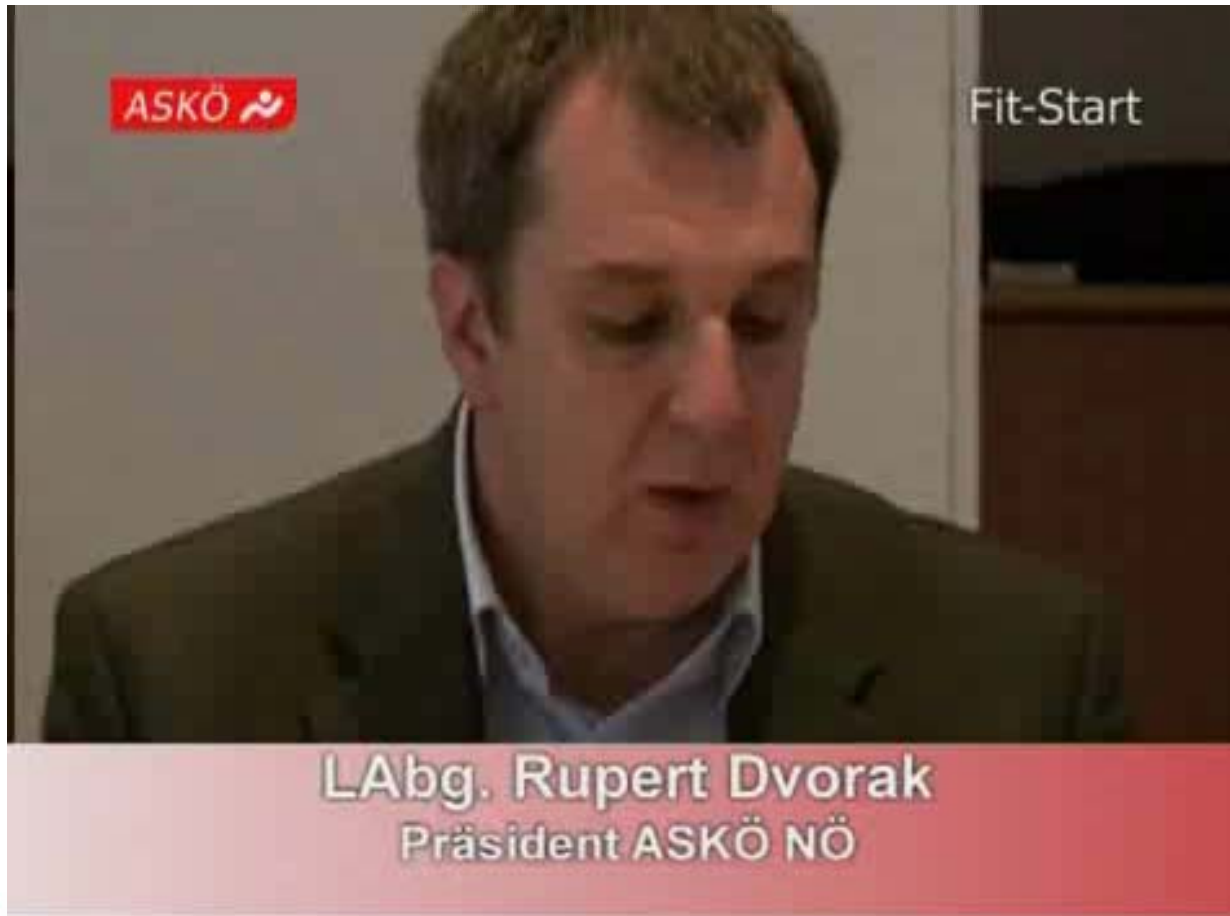 ASKÖ
Fit-Start
LAbg. Rupert Dvorak
Präsident ASKÖ NÖ